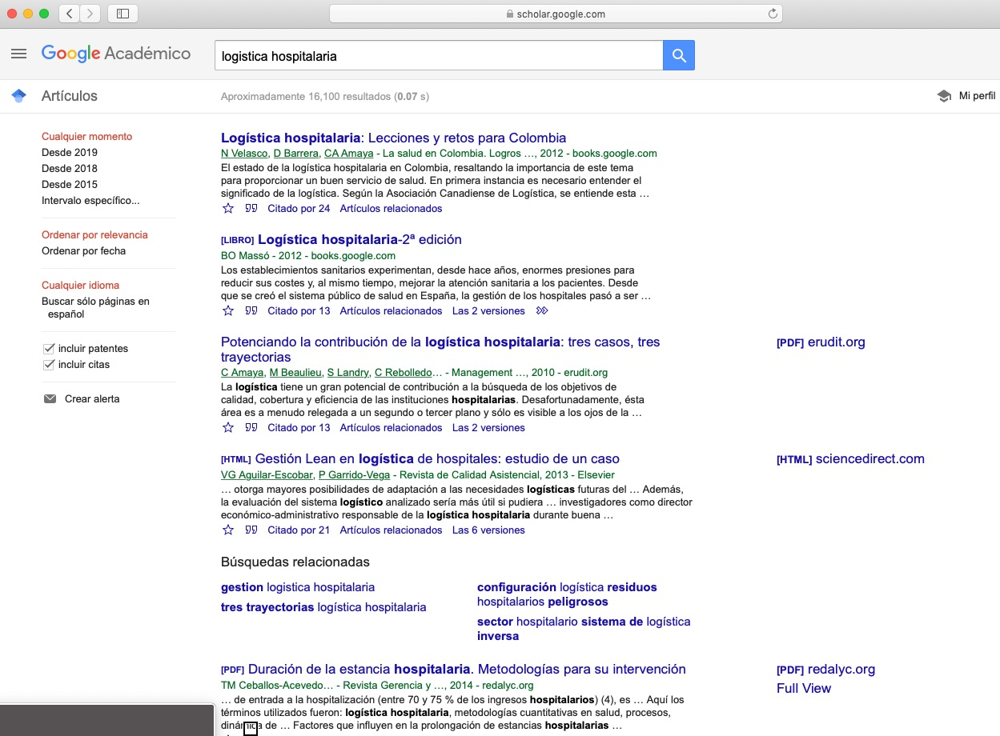 scholar.google.com
Google Académico
logistica hospitalaria
Artículos
Aproximadamente 16,100 resultados (0.07 s)
Mi perfil
Cualquier momento
Desde 2019
Desde 2018
Desde 2015
Intervalo específico...
Ordenar por relevancia
Ordenar por fecha
Cualquier idioma
Buscar sólo páginas en
español
incluir patentes
incluir citas
Crear alerta
Logística hospitalaria: Lecciones y retos para Colombia
N Velasco, D Barrera, CA Amaya - La salud en Colombia. Logros …, 2012 - books.google.com
El estado de la logística hospitalaria en Colombia, resaltando la importancia de este tema
para proporcionar un buen servicio de salud. En primera instancia es necesario entender el
significado de la logística. Según la Asociación Canadiense de Logística, se entiende esta …
Citado por 24 Artículos relacionados
[LIBRO] Logística hospitalaria-2ª edición
BO Massó - 2012 - books.google.com
Los establecimientos sanitarios experimentan, desde hace años, enormes presiones para
reducir sus costes y, al mismo tiempo, mejorar la atención sanitaria a los pacientes. Desde
que se creó el sistema público de salud en España, la gestión de los hospitales pasó a ser …
Citado por 13 Artículos relacionados Las 2 versiones
Potenciando la contribución de la logística hospitalaria: tres casos, tres
trayectorias
[PDF] erudit.org
C Amaya, M Beaulieu, S Landry, C Rebolledo… - Management …, 2010 - erudit.org
La logística tiene un gran potencial de contribución a la búsqueda de los objetivos de
calidad, cobertura y eficiencia de las instituciones hospitalarias. Desafortunadamente, ésta
área es a menudo relegada a un segundo o tercer plano y sólo es visible a los ojos de la …
Citado por 13 Artículos relacionados Las 2 versiones
[HTML] Gestión Lean en logística de hospitales: estudio de un caso
[HTML] sciencedirect.com
VG Aguilar-Escobar, P Garrido-Vega - Revista de Calidad Asistencial, 2013 - Elsevier
… otorga mayores posibilidades de adaptación a las necesidades logísticas futuras del … Además,
la evaluación del sistema logístico analizado sería más útil si pudiera … investigadores como director
económico-administrativo responsable de la logística hospitalaria durante buena …
Citado por 21 Artículos relacionados Las 6 versiones
Búsquedas relacionadas
gestion logistica hospitalaria
tres trayectorias logística hospitalaria
configuración logística residuos
hospitalarios peligrosos
sector hospitalario sistema de logística
inversa
[PDF] Duración de la estancia hospitalaria. Metodologías para su intervención
[PDF] redalyc.org
Full View
TM Ceballos-Acevedo… - Revista Gerencia y …, 2014 - redalyc.org
… de entrada a la hospitalización (entre 70 y 75 % de los ingresos hospitalarios) (4), es … Aquí los
términos utilizados fueron: logística hospitalaria, metodologías cuantitativas en salud, procesos,
de … Factores que influyen en la prolongación de estancias hospitalarias …